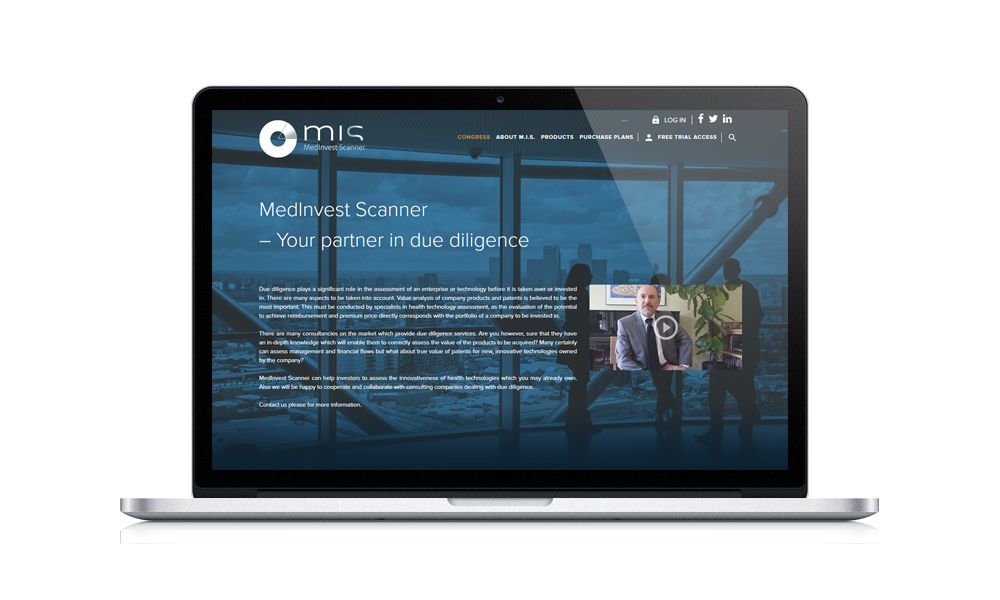 LOG IN
mis
MedInvest Scanner
CONGRESS ABOUT M.I.S. PRODUCTS PURCHASE PLANS FREE TRIAL ACCESS
MedInvest Scanner
– Your partner in due diligence
Due diligence plays a significant role in the assessment of an enterprise or technology before it is taken over or invested
in. There are many aspects to be taken into account. Value analysis of company products and patents is believed to be the
most important. This must be conducted by specialists in health technology assessment, as the evaluation of the potential
to achieve reimbursement and premium price directly corresponds with the portfolio of a company to be invested in.
There are many consultancies on the market which provide due diligence services. Are you however, sure that they have
an in-depth knowledge which will enable them to correctly assess the value of the products to be acquired? Many certainly
can assess management and financial flows but what about true value of patents for new, innovative technologies owned
by the company?
MedInvest Scanner can help investors to assess the innovativeness of health technologies which you may already own.
Also we will be happy to cooperate and collaborate with consulting companies dealing with due diligence.
Contact us please for more information.